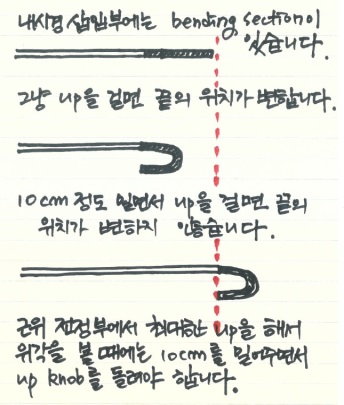 내시경 삽입부에는 bending section이
있습니다.
그냥 up을 걸면 끝의 위치가 변합니다.
10cm 정도 밀면서 up을 걸면 끝의
위치가 변하지 않습니다.
근위 전정부에서 최대한 up을 해서
위각을 볼 때에는 10cm를 밀어주면서
up knob를 돌려야 합니다.